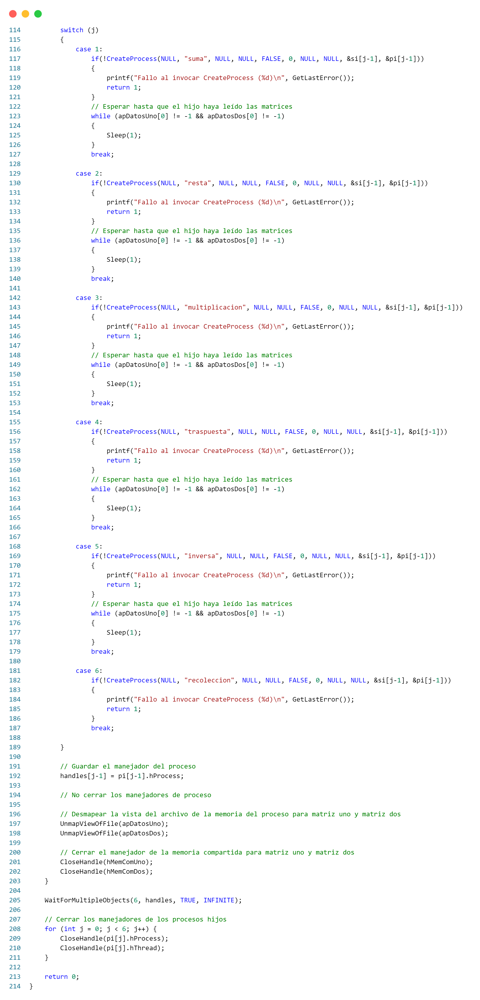 114 switch (j)
115 {
116 case 1:
117 if(!CreateProcess(NULL, "suma", NULL, NULL, FALSE, 0, NULL, NULL, &si[j-1], &pi[j-1]))
118 {
119 printf("Fallo al invocar CreateProcess (%d)\n", GetLastError());
120 return 1;
121 }
122 // Esperar hasta que el hijo haya leído las matrices
123 while (apDatosUno[0] != -1 && apDatosDos[0] != -1)
124 {
125 Sleep(1);
126 }
127 break;
128
129 case 2:
130 if(!CreateProcess(NULL, "resta", NULL, NULL, FALSE, 0, NULL, NULL, &si[j-1], &pi[j-1]))
131 {
132 printf("Fallo al invocar CreateProcess (%d)\n", GetLastError());
133 return 1;
134 }
135 // Esperar hasta que el hijo haya leído las matrices
136 while (apDatosUno[0] != -1 && apDatosDos[0] != -1)
137 {
138 Sleep(1);
139 }
140 break;
141
142 case 3:
143 if(!CreateProcess(NULL, "multiplicacion", NULL, NULL, FALSE, 0, NULL, NULL, &si[j-1], &pi[j-1]))
144 {
145 printf("Fallo al invocar CreateProcess (%d)\n", GetLastError());
146 return 1;
147 }
148 // Esperar hasta que el hijo haya leído las matrices
149 while (apDatosUno[0] != -1 && apDatosDos[0] != -1)
150 {
151 Sleep(1);
152 }
153 break;
154
155 case 4:
156 if(!CreateProcess(NULL, "traspuesta", NULL, NULL, FALSE, 0, NULL, NULL, &si[j-1], &pi[j-1]))
157 {
158 printf("Fallo al invocar CreateProcess (%d)\n", GetLastError());
159 return 1;
160 }
161 // Esperar hasta que el hijo haya leído las matrices
162 while (apDatosUno[0] != -1 && apDatosDos[0] != -1)
163 {
164 Sleep(1);
165 }
166 break;
167
168 case 5:
169 if(!CreateProcess(NULL, "inversa", NULL, NULL, FALSE, 0, NULL, NULL, &si[j-1], &pi[j-1]))
170 {
171 printf("Fallo al invocar CreateProcess (%d)\n", GetLastError());
172 return 1;
173 }
174 // Esperar hasta que el hijo haya leído las matrices
175 while (apDatosUno[0] != -1 && apDatosDos[0] != -1)
176 {
177 Sleep(1);
178 }
179 break;
180
181 case 6:
182 if(!CreateProcess(NULL, "recoleccion", NULL, NULL, FALSE, 0, NULL, NULL, &si[j-1], &pi[j-1]))
183 {
184 printf("Fallo al invocar CreateProcess (%d)\n", GetLastError());
185 return 1;
186 }
187 break;
188
189 }
190
191 // Guardar el manejador del proceso
192 handles[j-1] = pi[j-1].hProcess;
193
194 // No cerrar los manejadores de proceso
195
196 // Desmapear la vista del archivo de la memoria del proceso para matriz uno y matriz dos
197 UnmapViewOfFile(apDatosUno);
198 UnmapViewOfFile(apDatosDos);
199
200 // Cerrar el manejador de la memoria compartida para matriz uno y matriz dos
201 CloseHandle(hMemComUno);
202 CloseHandle(hMemComDos);
203 }
204
205 WaitForMultipleObjects(6, handles, TRUE, INFINITE);
206
207 // Cerrar los manejadores de los procesos hijos
208 for (int j = 0; j < 6; j++) {
209 CloseHandle(pi[j].hProcess);
210 CloseHandle(pi[j].hThread);
211 }
212
213 return 0;
214 }